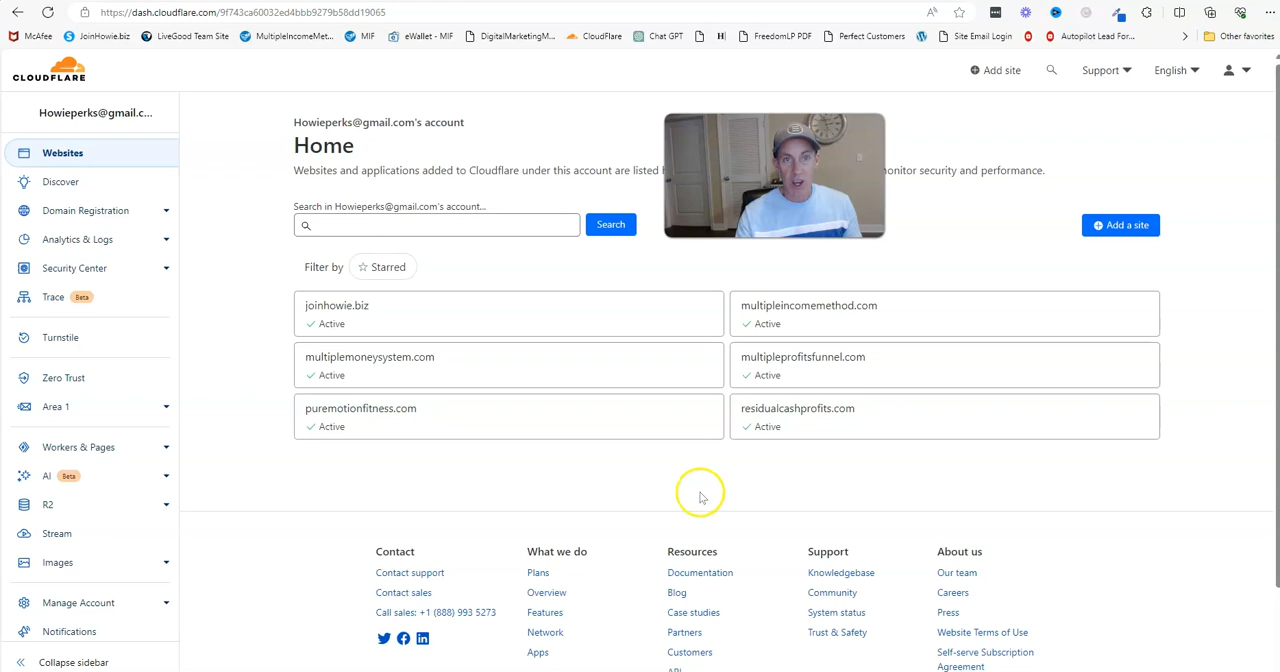 https://dash.cloudflare.com/9f743ca60032ed4bbb9279b58dd19065
McAfee JoinHowie.biz LiveGood Team Site MultipleIncomeMet... MIF eWallet - MIF DigitalMarketingM... CloudFlare Chat GPT H FreedomLP PDF Perfect Customers Site Email Login Autopilot Lead For... Other favorites
CLOUDFLARE
Add site Support English
Howieperks@gmail.c...
Websites
Discover
Domain Registration
Analytics & Logs
Security Center
Trace Beta
Turnstile
Zero Trust
Area 1
Workers & Pages
AI Beta
R2
Stream
Images
Manage Account
Notifications
Collapse sidebar
Howieperks@gmail.com's account
Home
Websites and applications added to Cloudflare under this account are listed h onitor security and performance.
Search in Howieperks@gmail.com's account...
Search
Add a site
Filter by Starred
joinhowie.biz
Active
multipleincomemethod.com
Active
multiplemoneysystem.com
Active
multipleprofitsfunnel.com
Active
puremotionfitness.com
Active
residualcashprofits.com
Active
Contact
Contact support
Contact sales
Call sales: +1 (888) 993 5273
What we do
Plans
Overview
Features
Network
Apps
Resources
Documentation
Blog
Case studies
Partners
Customers
API
Support
Knowledgebase
Community
System status
Trust & Safety
About us
Our team
Careers
Press
Website Terms of Use
Self-serve Subscription
Agreement